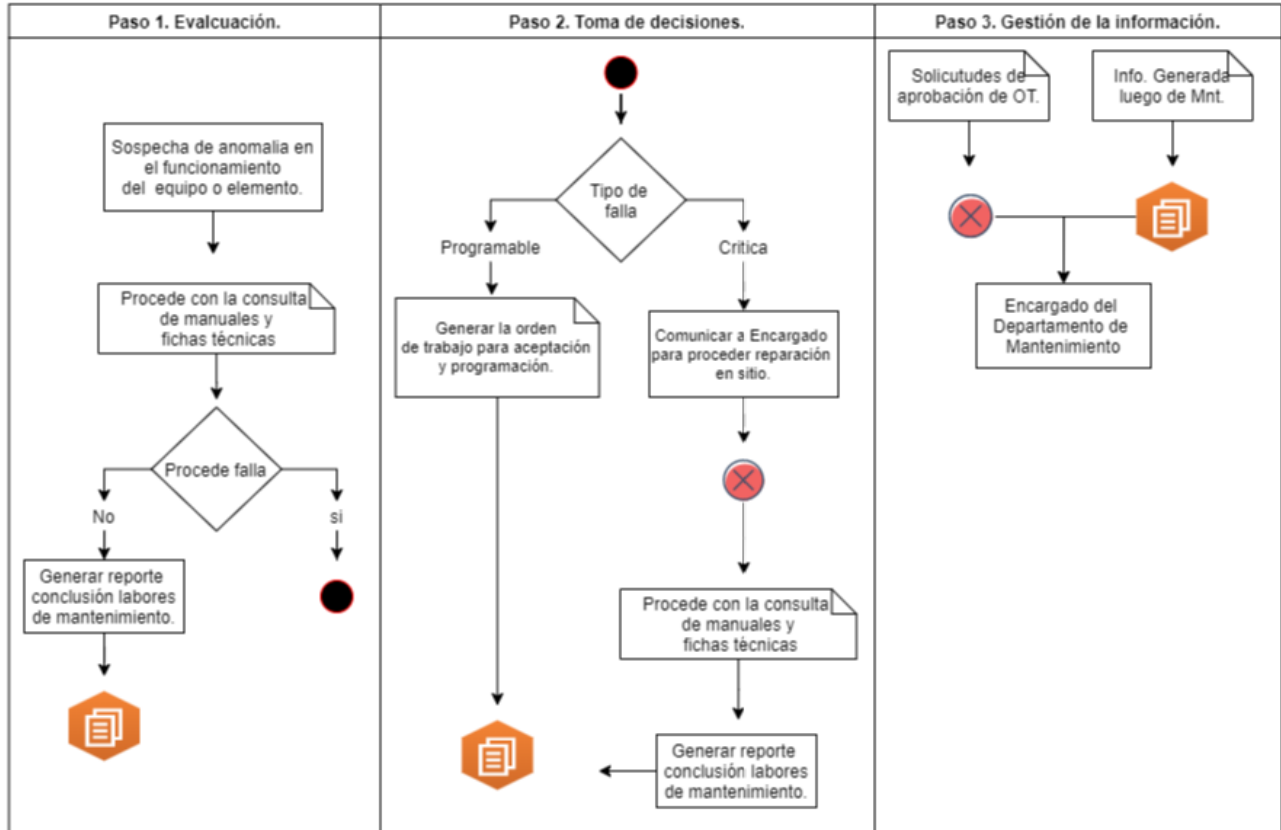 Paso 1. Evalcuación.
Sospecha de anomalia en
el funcionamiento
del equipo o elemento.
Procede con la consulta
de manuales y
fichas técnicas
Procede falla
No
si
Generar reporte
conclusión labores
de mantenimiento.
Paso 2. Toma de decisiones.
Tipo de
falla
Programable
Critica
Generar la orden
de trabajo para aceptación
y programación.
Comunicar a Encargado
para proceder reparación
en sitio.
Procede con la consulta
de manuales y
fichas técnicas
Generar reporte
conclusión labores
de mantenimiento.
Paso 3. Gestión de la información.
Solicutudes de
aprobación de OT.
Info. Generada
luego de Mnt.
Encargado del
Departamento de
Mantenimiento